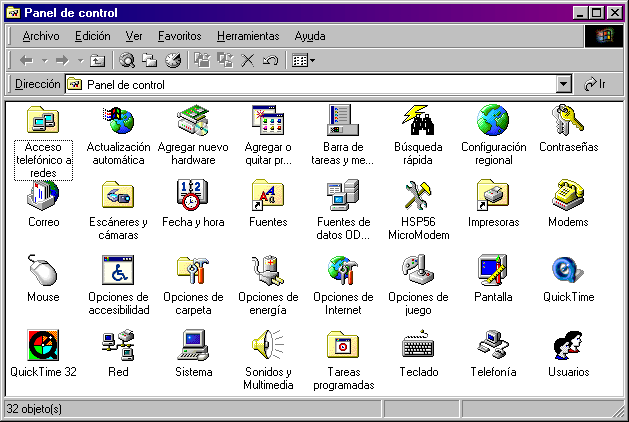 Panel de control
Archivo Edición Ver Favoritos Herramientas Ayuda
Dirección Panel de control Ir
Acceso telefónico a redes
Actualización automática
Agregar nuevo hardware
Agregar o quitar pr...
Barra de tareas y me...
Búsqueda rápida
Configuración regional
Contraseñas
Correo
Escáneres y cámaras
Fecha y hora
Fuentes
Fuentes de datos OD...
HSP56 MicroModem
Impresoras
Modems
Mouse
Opciones de accesibilidad
Opciones de carpeta
Opciones de energía
Opciones de Internet
Opciones de juego
Pantalla
QuickTime
QuickTime 32
Red
Sistema
Sonidos y Multimedia
Tareas programadas
Teclado
Telefonía
Usuarios
32 objeto(s)